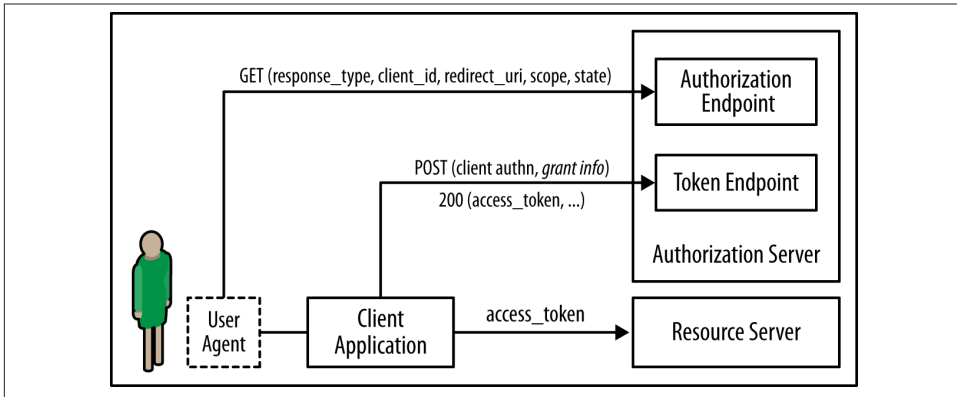 GET (response_type, client_id, redirect_uri, scope, state)
Authorization
Endpoint
POST (client authn, grant info)
200 (access_token, ...)
Token Endpoint
Authorization Server
User
Agent
Client
Application
access_token
Resource Server